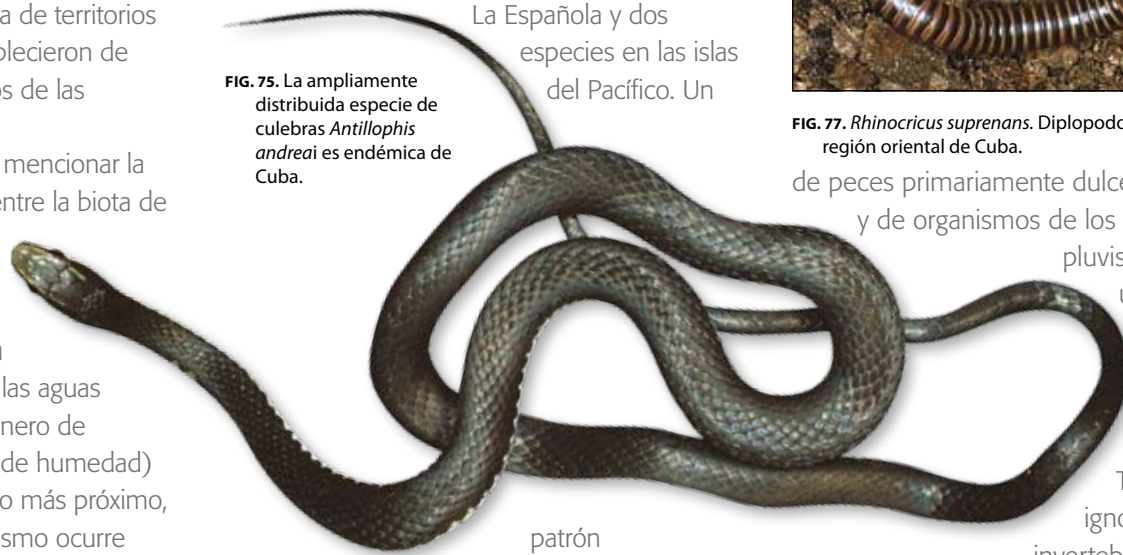 a de territorios
blecieron de
s de las
mencionar la
entre la biota de
las aguas
nero de
de humedad)
o más próximo,
smo ocurre
FIG. 75. La ampliamente
distribuida especie de
culebras Antillophis
andreai es endémica de
Cuba.
La Española y dos
especies en las islas
del Pacífico. Un
patrón
FIG. 77. Rhinocricus suprenans. Diplopodo
región oriental de Cuba.
de peces primariamente dulce
y de organismos de los
pluvis
u
T
igno
inverteb